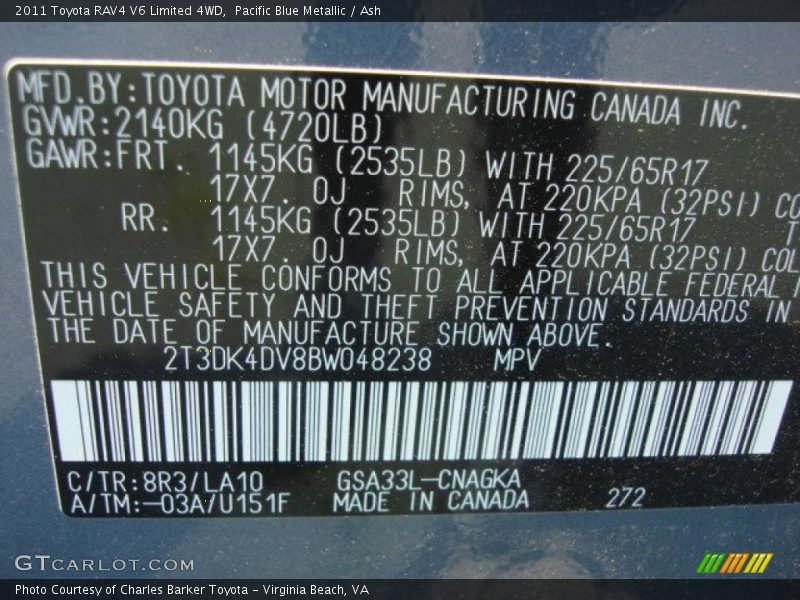 2011 Toyota RAV4 V6 Limited 4WD,  Pacific Blue Metallic / Ash
MFD.BY:TOYOTA MOTOR MANUFACTURING CANADA INC.
GVWR:2140KG (4720LB)
GAWR:FRT. 1145KG (2535LB) WITH 225/65R17
17X7. 0J RIMS, AT 220KPA (32PSI)
RR. 1145KG (2535LB) WITH 225/65R17
17X7. 0J RIMS, AT 220KPA (32PSI)
THIS VEHICLE CONFORMS TO ALL APPLICABLE FEDERAL
VEHICLE SAFETY AND THEFT PREVENTION STANDARDS IN
THE DATE OF MANUFACTURE SHOWN ABOVE.
2T3DK4DV8BW048238 MPV
C/TR:8R3/LA10 GSA33L-CNAGKA
A/TM:-03A/U151F MADE IN CANADA 272
GTCARLOT.COM
Photo Courtesy of Charles Barker Toyota - Virginia Beach, VA